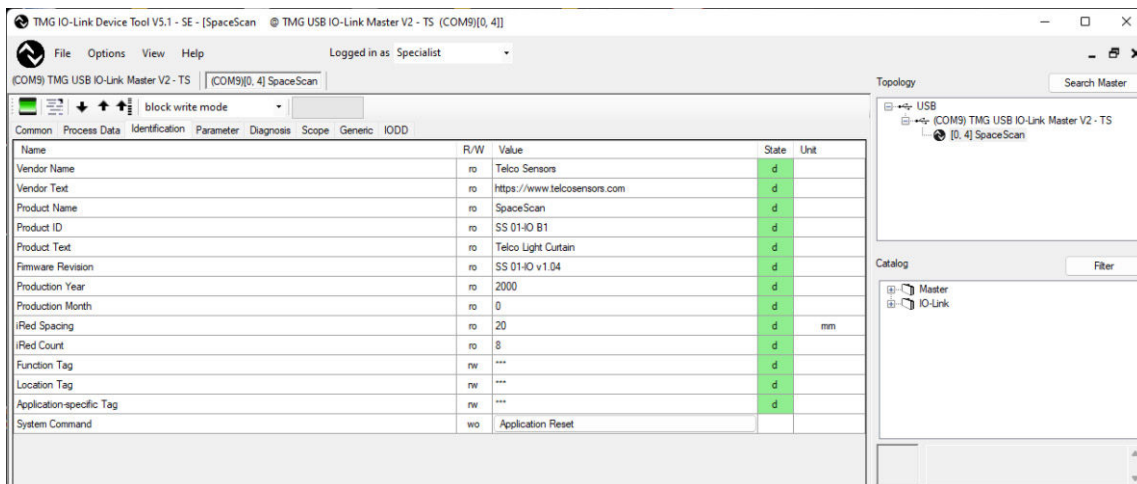 TMG IO-Link Device Tool V5.1 - SE - [SpaceScan @ TMG USB IO-Link Master V2 - TS (COM9)[0, 4]]
File Options View Help Logged in as Specialist
(COM9) TMG USB IO-Link Master V2 - TS (COM9)[0, 4] SpaceScan
block write mode
Common Process Data Identification Parameter Diagnosis Scope Generic IODD
Name R/W Value State Unit
Vendor Name ro Telco Sensors d
Vendor Text ro https://www.telcosensors.com d
Product Name ro SpaceScan d
Product ID ro SS 01-IO B1 d
Product Text ro Telco Light Curtain d
Firmware Revision ro SS 01-IO v1.04 d
Production Year ro 2000 d
Production Month ro 0 d
iRed Spacing ro 20 d mm
iRed Count ro 8 d
Function Tag rw *** d
Location Tag rw *** d
Application-specific Tag rw *** d
System Command wo Application Reset
Topology Search Master
USB
(COM9) TMG USB IO-Link Master V2 - TS
[0, 4] SpaceScan
Catalog Filter
Master
IO-Link